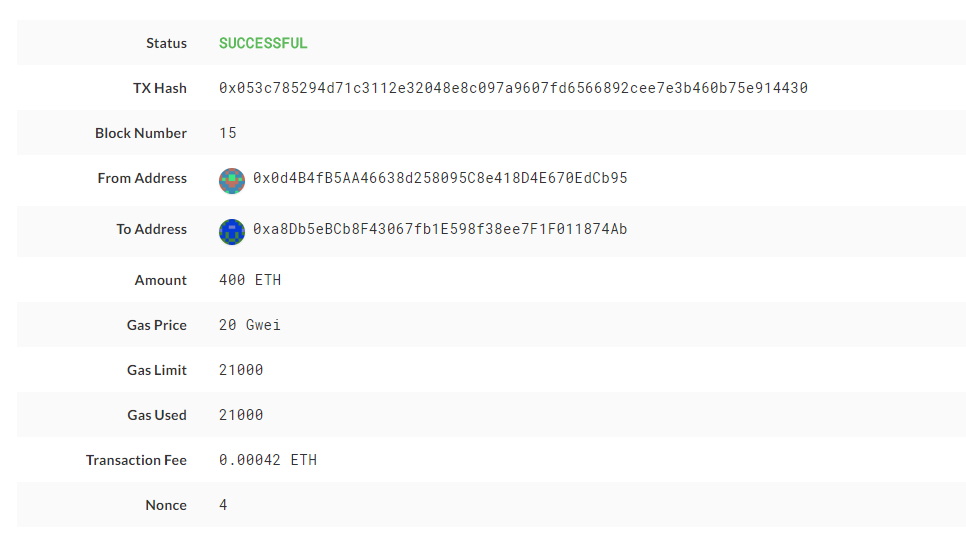 Status SUCCESSFUL
TX Hash 0x053c785294d71c3112e32048e8c097a9607fd6566892cee7e3b460b75e914430
Block Number 15
From Address 0x0d4B4fB5AA46638d258095C8e418D4E670EdCb95
To Address 0xa8Db5eBCb8F43067fb1E598f38ee7F1F011874Ab
Amount 400 ETH
Gas Price 20 Gwei
Gas Limit 21000
Gas Used 21000
Transaction Fee 0.00042 ETH
Nonce 4